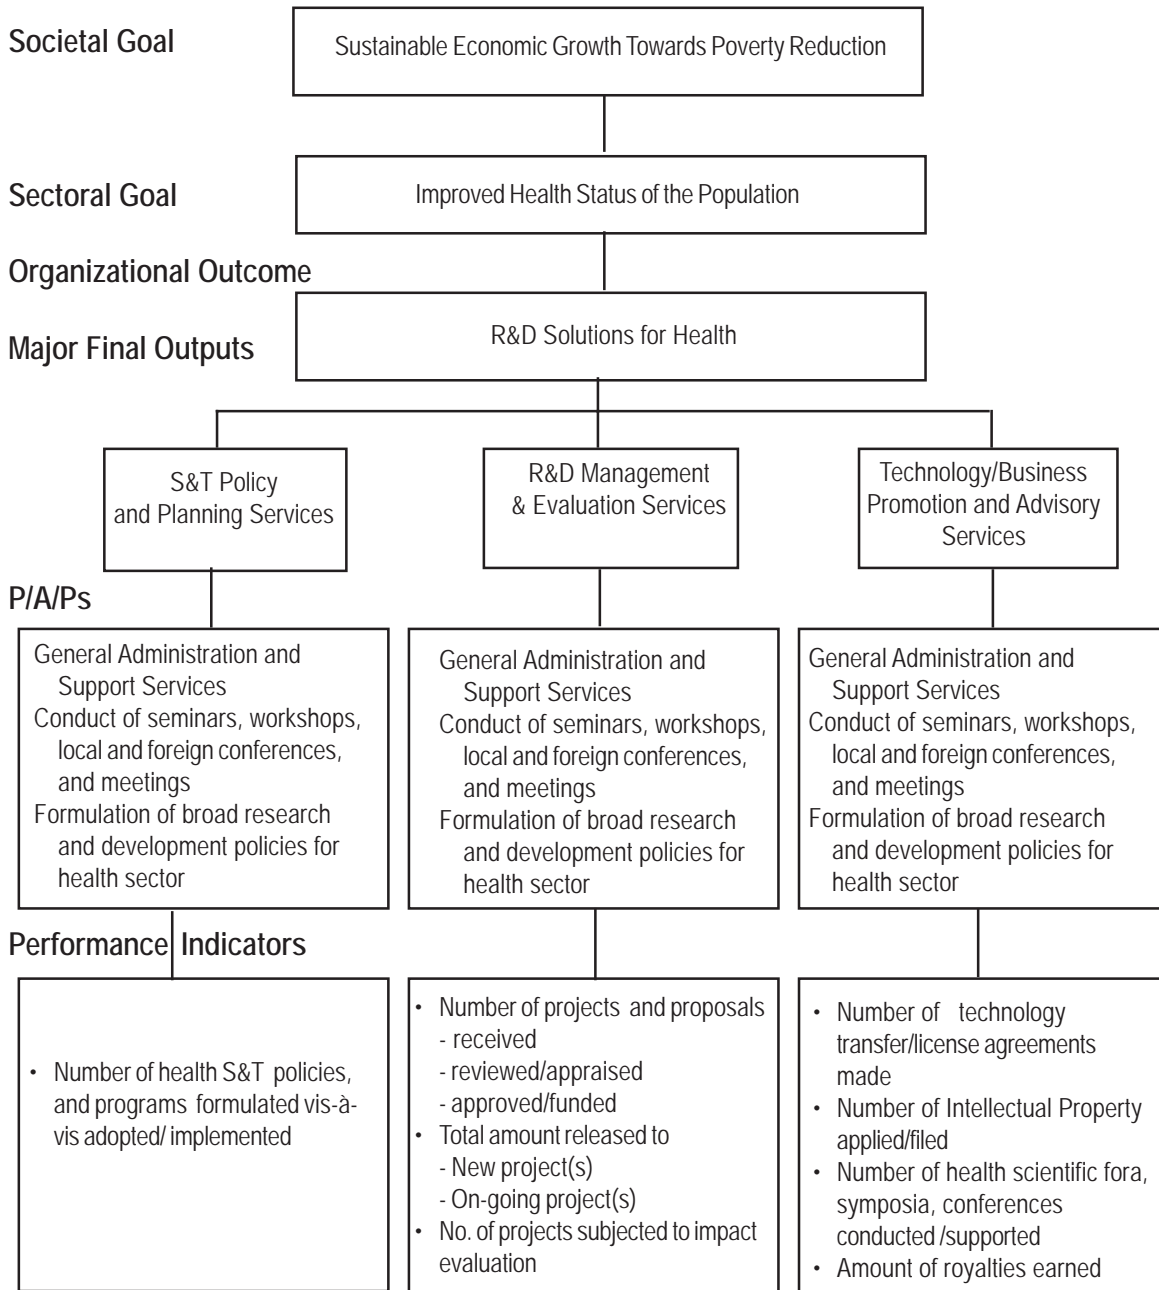 Societal Goal
Sustainable Economic Growth Towards Poverty Reduction
Sectoral Goal
Improved Health Status of the Population
Organizational Outcome
R&D Solutions for Health
Major Final Outputs
S&T Policy
and Planning Services
R&D Management
& Evaluation Services
Technology/Business
Promotion and Advisory
Services
P/A/Ps
General Administration and
Support Services
Conduct of seminars, workshops,
local and foreign conferences,
and meetings
Formulation of broad research
and development policies for
health sector
General Administration and
Support Services
Conduct of seminars, workshops,
local and foreign conferences,
and meetings
Formulation of broad research
and development policies for
health sector
General Administration and
Support Services
Conduct of seminars, workshops,
local and foreign conferences,
and meetings
Formulation of broad research
and development policies for
health sector
Performance Indicators
• Number of health S&T policies,
and programs formulated vis-à-
vis adopted/ implemented
• Number of projects and proposals
- received
- reviewed/appraised
- approved/funded
• Total amount released to
- New project(s)
- On-going project(s)
• No. of projects subjected to impact
evaluation
• Number of technology
transfer/license agreements
made
• Number of Intellectual Property
applied/filed
• Number of health scientific fora,
symposia, conferences
conducted /supported
• Amount of royalties earned